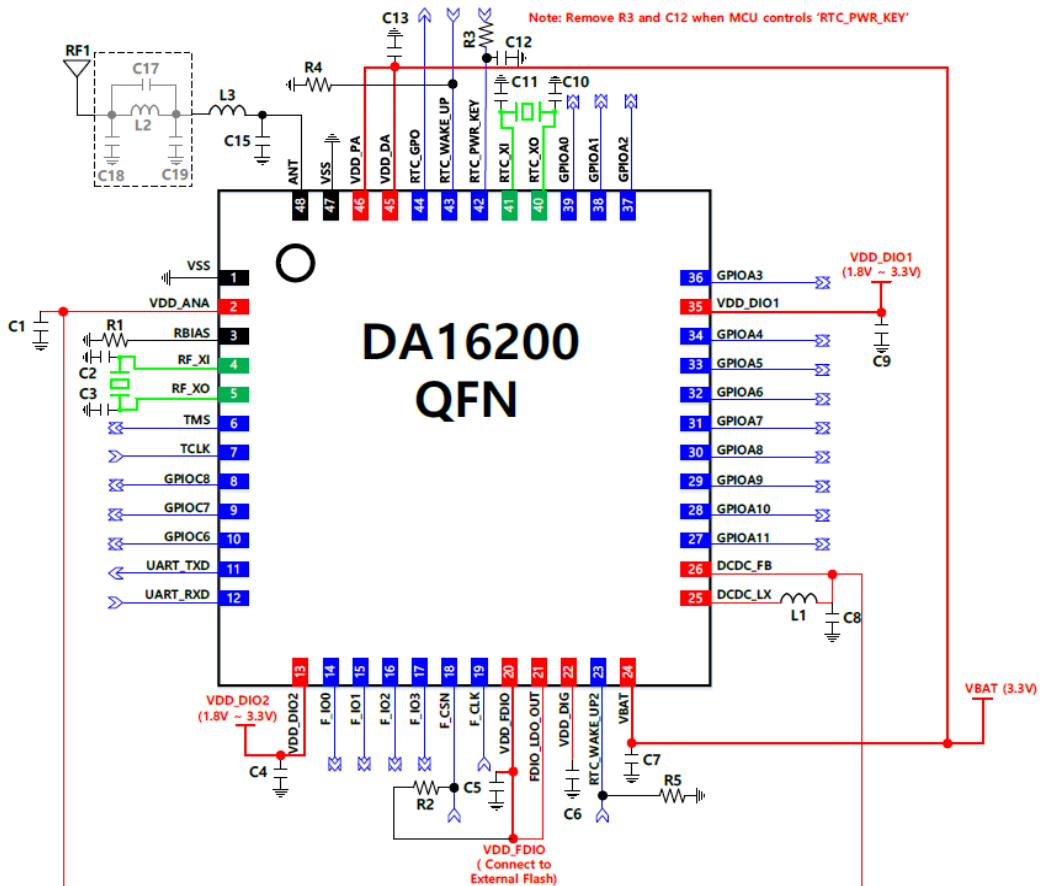 Note: Remove R3 and C12 when MCU controls 'RTC_PWR_KEY'
C13
R3
C12
RF1
C17
R4
C11
C10
L3
L2
C15
C18
C19
ANT
VSS
VDD_PA
VDD_DA
RTC_GPO
RTC_WAKE_UP
RTC_PWR_KEY
RTC_XI
RTC_XO
GPIOA0
GPIOA1
GPIOA2
48
47
46
45
44
43
42
41
40
39
38
37
DA16200
QFN
VSS
1
VDD_ANA
2
C1
R1
RBIAS
3
C2
RF_XI
4
C3
RF_XO
5
TMS
6
TCLK
7
GPIOC8
8
GPIOC7
9
GPIOC6
10
UART_TXD
11
UART_RXD
12
36
GPIOA3
VDD_DIO1
(1.8V ~ 3.3V)
35
VDD_DIO1
C9
34
GPIOA4
33
GPIOA5
32
GPIOA6
31
GPIOA7
30
GPIOA8
29
GPIOA9
28
GPIOA10
27
GPIOA11
26
DCDC_FB
25
DCDC_LX
L1
C8
13
14
15
16
17
18
19
20
21
22
23
24
VDD_DIO2
F_IO0
F_IO1
F_IO2
F_IO3
F_CSN
F_CLK
VDD_FDIO
FDIO_LDO_OUT
VDD_DIG
RTC_WAKE_UP2
VBAT
VDD_DIO2
(1.8V ~ 3.3V)
VBAT (3.3V)
C4
R2
C5
C6
C7
R5
VDD_FDIO
( Connect to
External Flash)